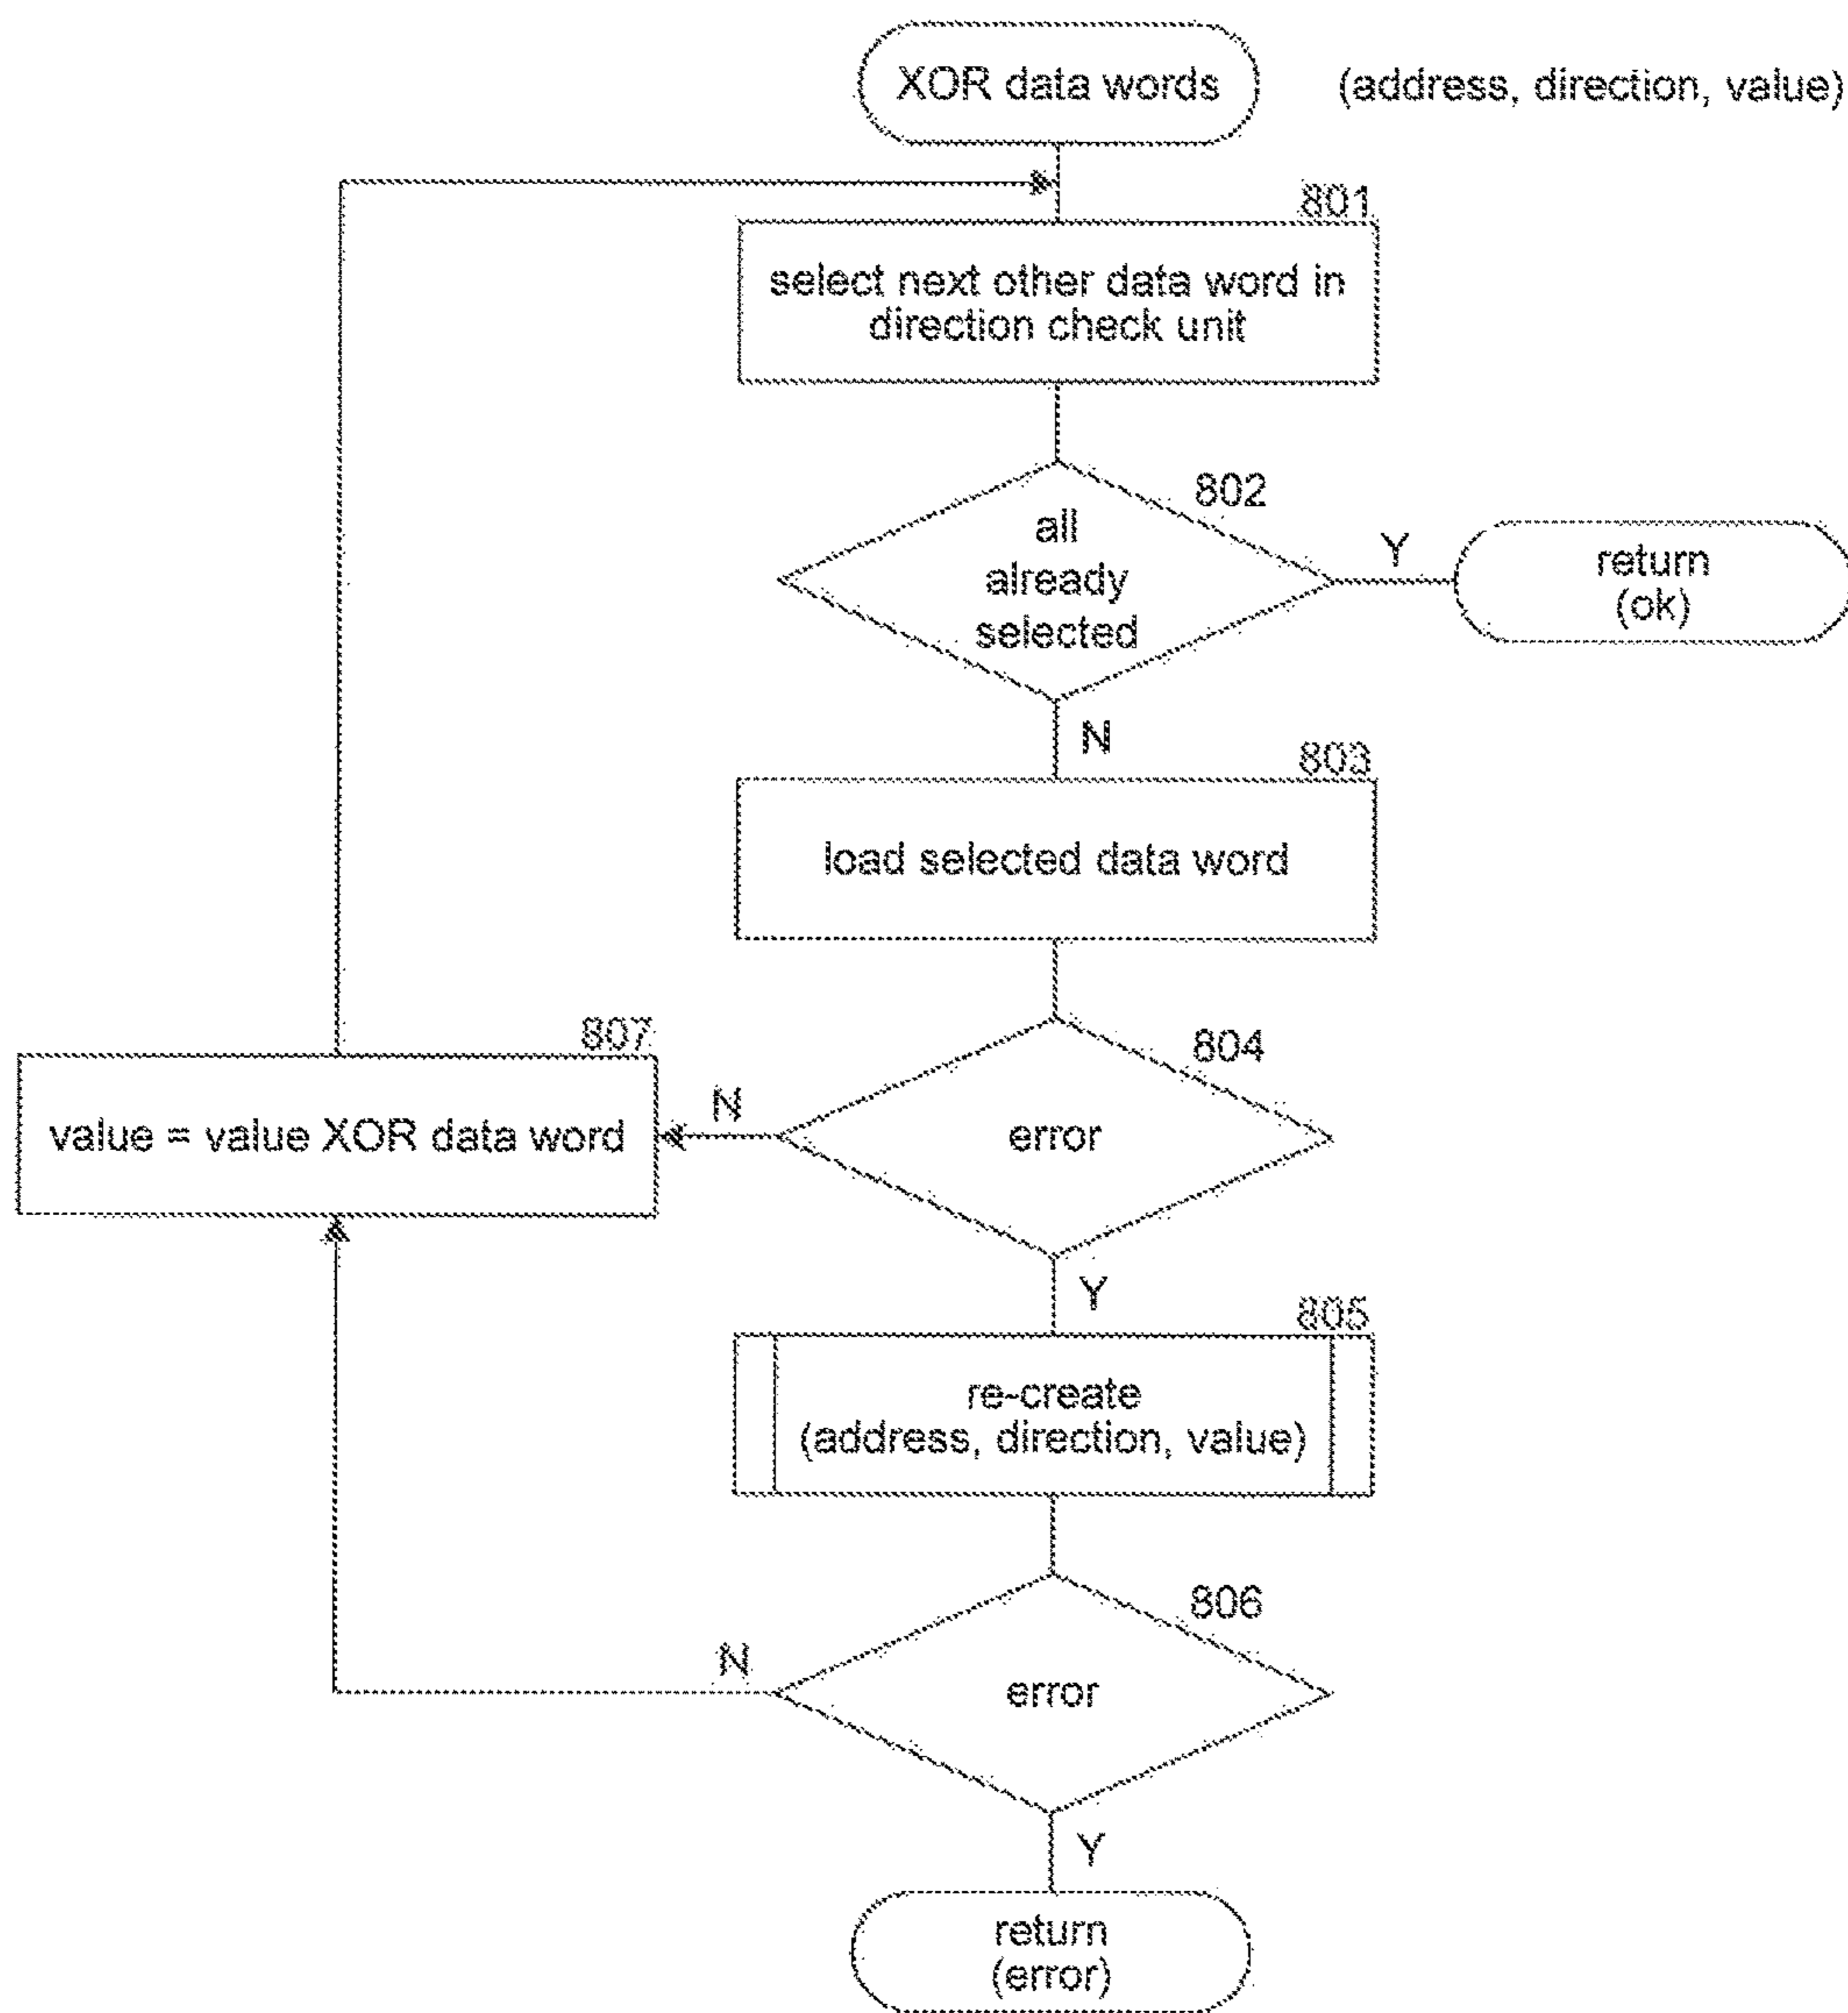 XOR data words
(address, direction, value)
801
select next other data word in
direction check unit
802
all
already
selected
Y
return
(ok)
N
803
load selected data word
807
804
value = value XOR data word
N
error
Y
805
re-create
(address, direction, value)
806
N
error
Y
return
(error)